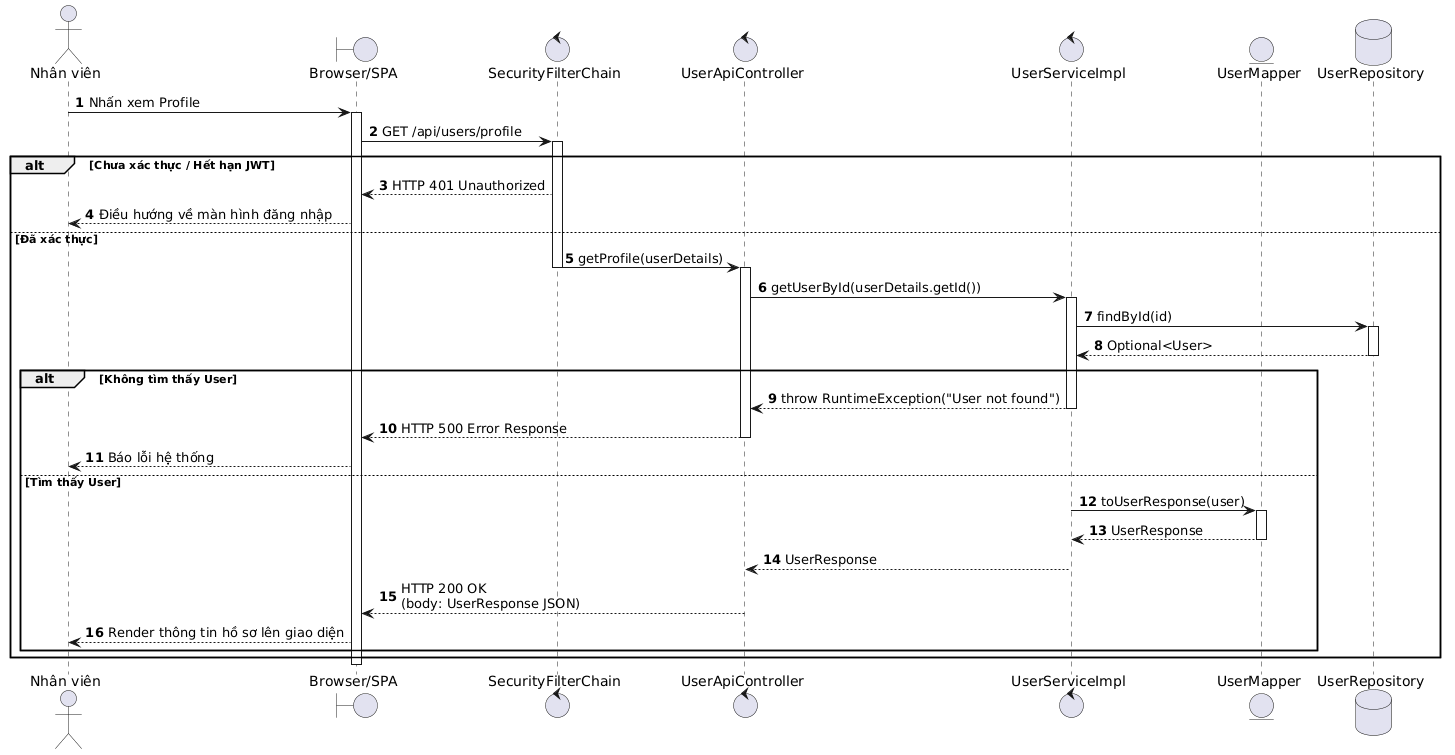 Nhân viên
Browser/SPA
SecurityFilterChain
UserApiController
UserServiceImpl
UserMapper
UserRepository
1 Nhấn xem Profile
2 GET /api/users/profile
alt [Chưa xác thực / Hết hạn JWT]
3 HTTP 401 Unauthorized
4 Điều hướng về màn hình đăng nhập
[Đã xác thực]
5 getProfile(userDetails)
6 getUserById(userDetails.getId())
7 findById(id)
8 Optional<User>
alt [Không tìm thấy User]
9 throw RuntimeException("User not found")
10 HTTP 500 Error Response
11 Báo lỗi hệ thống
[Tìm thấy User]
12 toUserResponse(user)
13 UserResponse
14 UserResponse
15 HTTP 200 OK
(body: UserResponse JSON)
16 Render thông tin hồ sơ lên giao diện
Nhân viên
Browser/SPA
SecurityFilterChain
UserApiController
UserServiceImpl
UserMapper
UserRepository